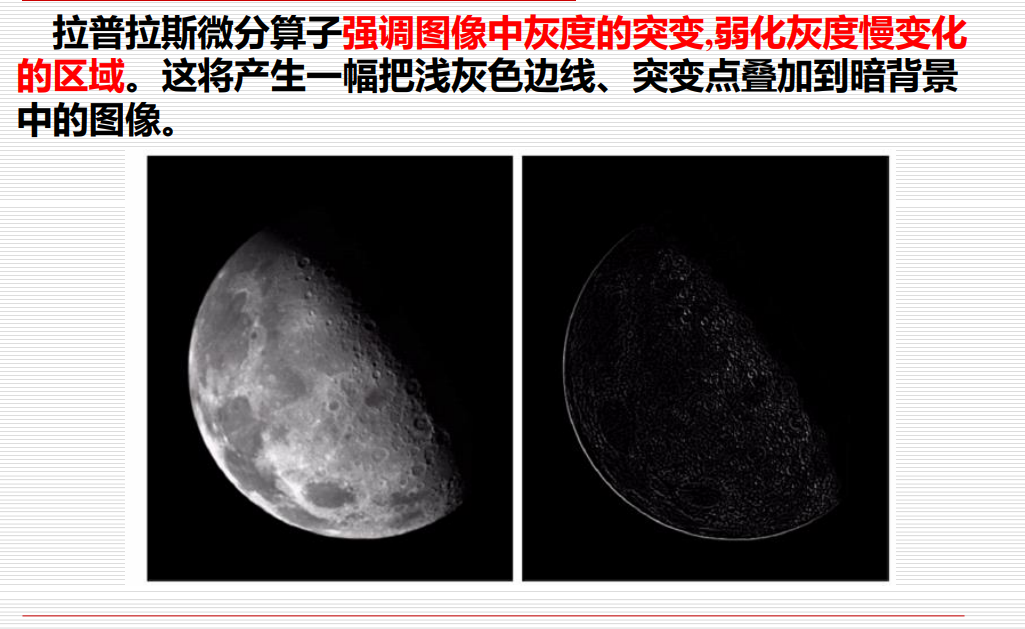 拉普拉斯微分算子强调图像中灰度的突变,弱化灰度慢变化
的区域。这将产生一幅把浅灰色边线、突变点叠加到暗背景
中的图像。